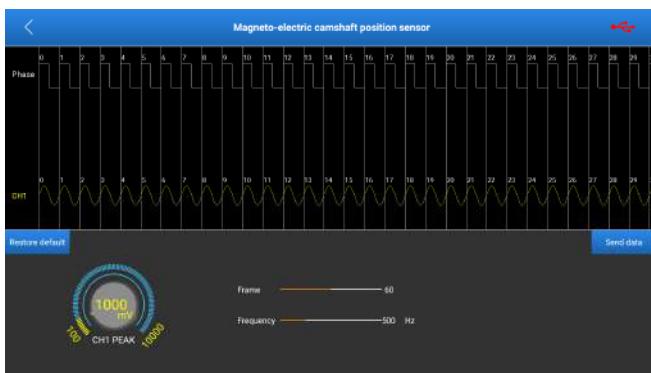 Magneto-electric camshaft position sensor
0 1 2 3 4 5 6 7 8 9 10 11 12 13 14 15 16 17 18 19 20 21 22 23 24 25 26 27 28 29
Phase
0 1 2 3 4 5 6 7 8 9 10 11 12 13 14 15 16 17 18 19 20 21 22 23 24 25 26 27 28 29
CH1
Restore default
Send data
1000
mV
100
CH1 PEAK
10000
Frame 60
Frequency 500 Hz